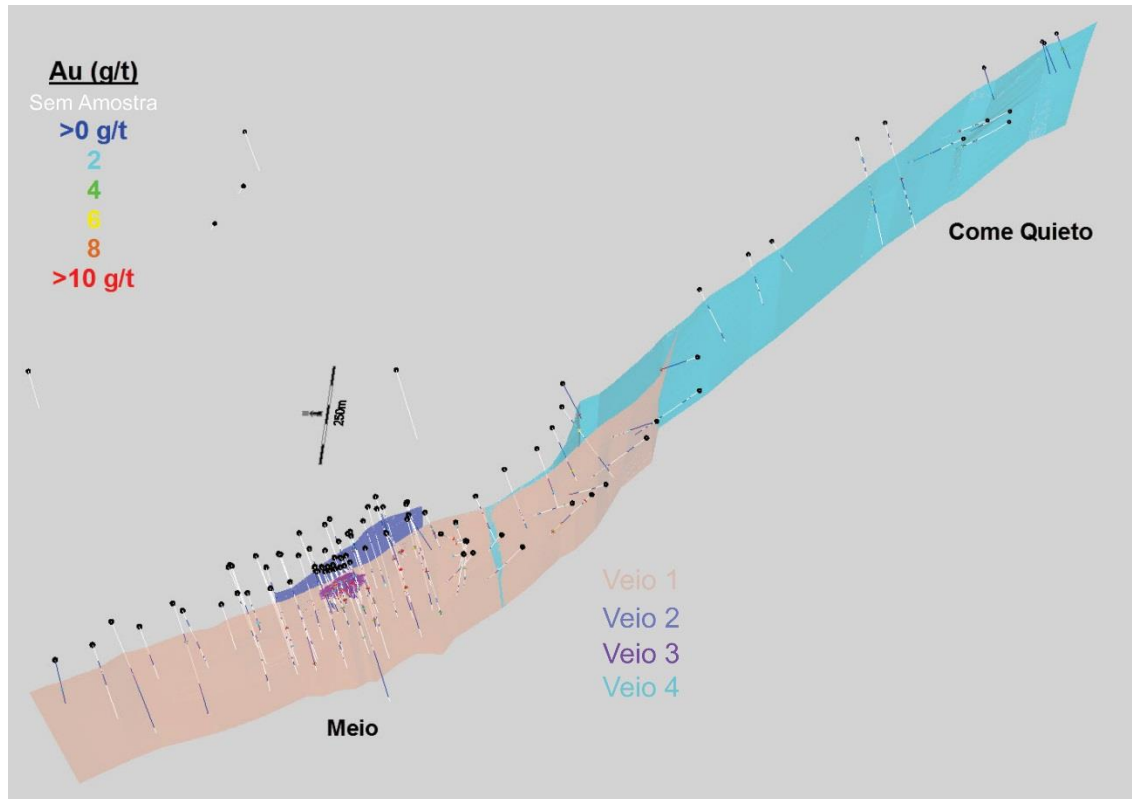 Au (g/t)
Sem Amostra
>0 g/t
2
4
6
8
>10 g/t
Come Quieto
250m
Veio 1
Veio 2
Veio 3
Veio 4
Meio